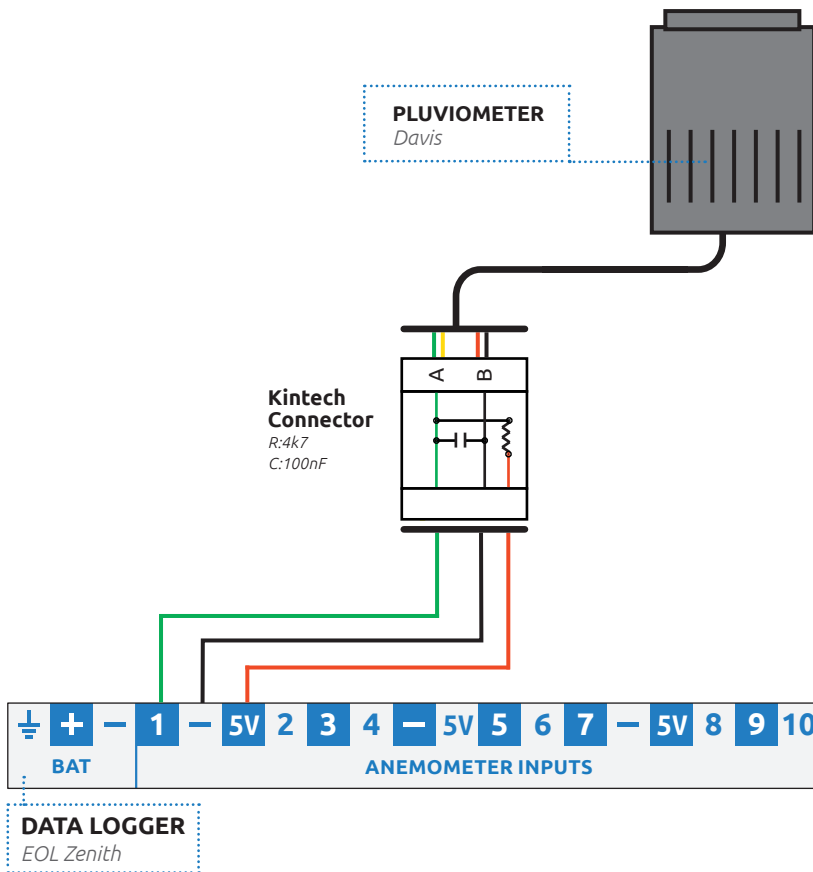 PLUVIOMETER
Davis
A B
Kintech
Connector
R:4k7
C:100nF
+ − 1 − 5V 2 3 4 − 5V 5 6 7 − 5V 8 9 10
BAT ANEMOMETER INPUTS
DATA LOGGER
EOL Zenith